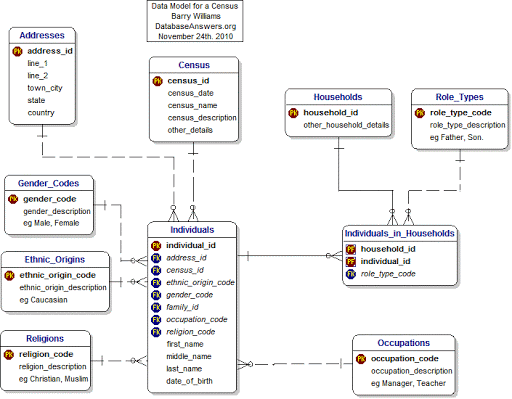 Data Model for a Census
Barry Williams
DatabaseAnswers.org
November 24th. 2010
Addresses
PK address_id
line_1
line_2
town_city
state
country
Census
PK census_id
census_date
census_name
census_description
other_details
Households
PK household_id
other_household_details
Role_Types
PK role_type_code
role_type_description
eg Father, Son.
Gender_Codes
PK gender_code
gender_description
eg Male, Female
Ethnic_Origins
PK ethnic_origin_code
ethnic_origin_description
eg Caucasian
Religions
PK religion_code
religion_description
eg Christian, Muslim
Individuals
PK individual_id
FK address_id
FK census_id
FK ethnic_origin_code
FK gender_code
FK family_id
FK occupation_code
FK religion_code
first_name
middle_name
last_name
date_of_birth
Individuals_in_Households
PF household_id
PF individual_id
FK role_type_code
Occupations
PK occupation_code
occupation_description
eg Manager, Teacher